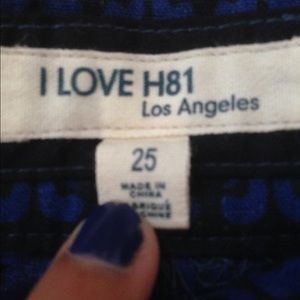 I LOVE H81
Los Angeles
25
MADE IN
CHINA